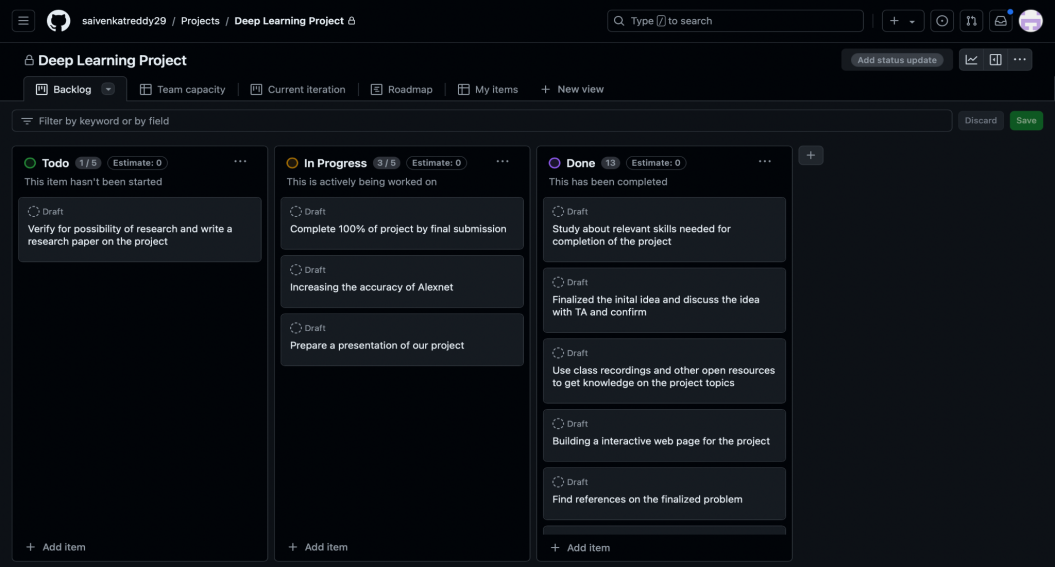 saivenkatreddy29 / Projects / Deep Learning Project
Type / to search
Deep Learning Project
Add status update
Backlog
Team capacity
Current iteration
Roadmap
My items
+ New view
Filter by keyword or by field
Discard
Save
Todo 1 / 5 Estimate: 0
This item hasn't been started
Draft
Verify for possibility of research and write a
research paper on the project
+ Add item
In Progress 3 / 5 Estimate: 0
This is actively being worked on
Draft
Complete 100% of project by final submission
Draft
Increasing the accuracy of Alexnet
Draft
Prepare a presentation of our project
+ Add item
Done 13 Estimate: 0
This has been completed
Draft
Study about relevant skills needed for
completion of the project
Draft
Finalized the inital idea and discuss the idea
with TA and confirm
Draft
Use class recordings and other open resources
to get knowledge on the project topics
Draft
Building a interactive web page for the project
Draft
Find references on the finalized problem
+ Add item